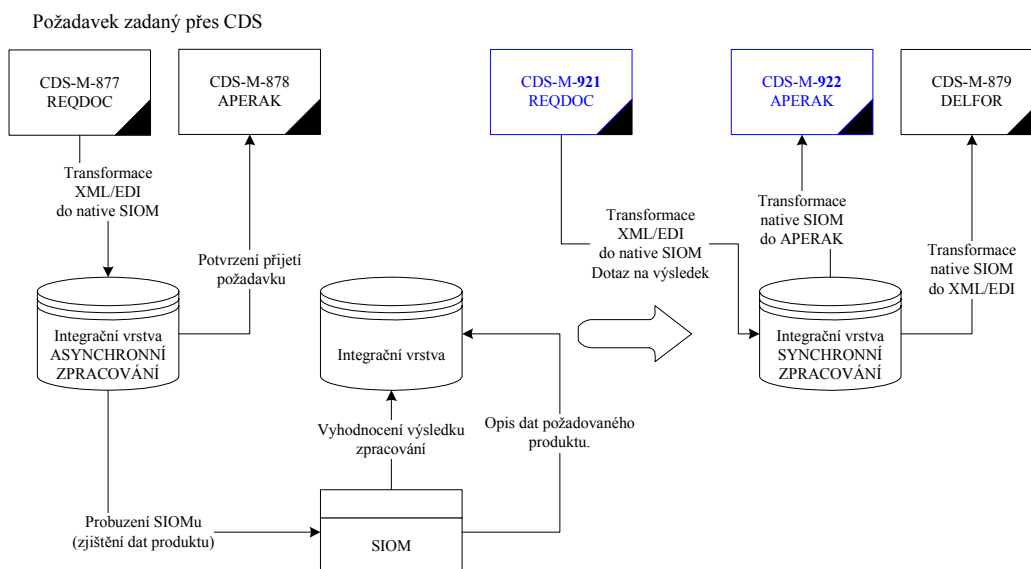 Požadavek zadaný přes CDS
CDS-M-877
REQDOC
CDS-M-878
APERAK
CDS-M-921
REQDOC
CDS-M-922
APERAK
CDS-M-879
DELFOR
Transformace
XML/EDI
do native SIOM
Potvrzení přijetí
požadavku
Transformace
XML/EDI
do native SIOM
Dotaz na výsledek
Transformace
native SIOM
do APERAK
Transformace
native SIOM
do XML/EDI
Integrační vrstva
ASYNCHRONNÍ
ZPRACOVÁNÍ
Integrační vrstva
Integrační vrstva
SYNCHRONNÍ
ZPRACOVÁNÍ
Vyhodnocení výsledku
zpracování
Opis dat požadovaného
produktu.
Probuzení SIOMu
(zjištění dat produktu)
SIOM